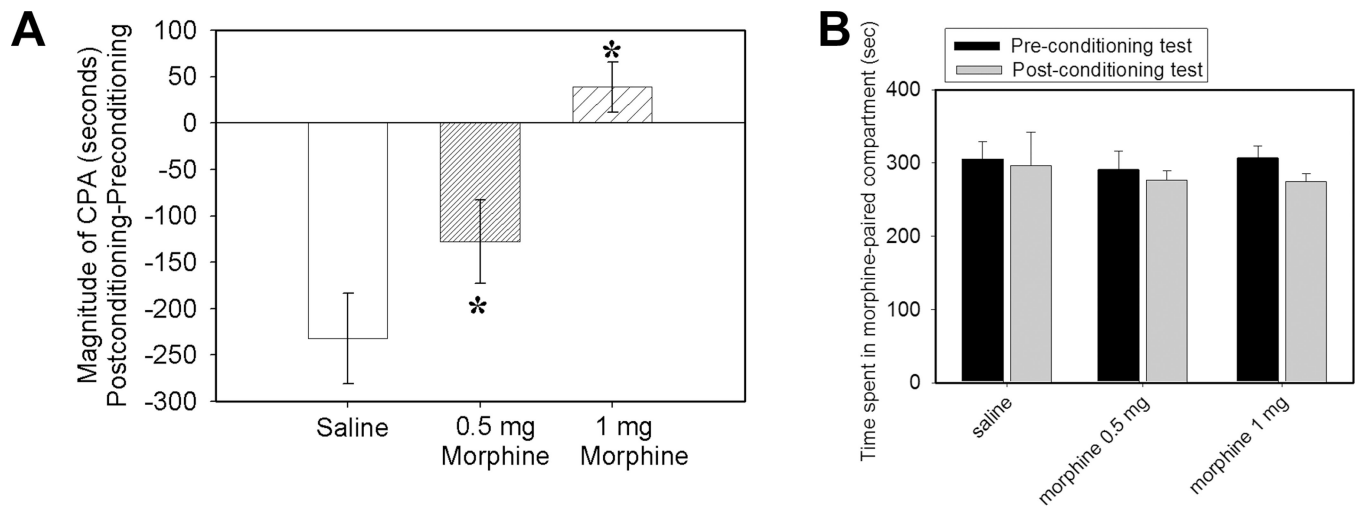 A
Magnitude of CPA (seconds)
Postconditioning-Preconditioning
100
50
0
-50
-100
-150
-200
-250
-300
*
*
Saline
0.5 mg
Morphine
1 mg
Morphine
B
Pre-conditioning test
Post-conditioning test
Time spent in morphine-paired compartment (sec)
400
300
200
100
0
saline
morphine 0.5 mg
morphine 1 mg